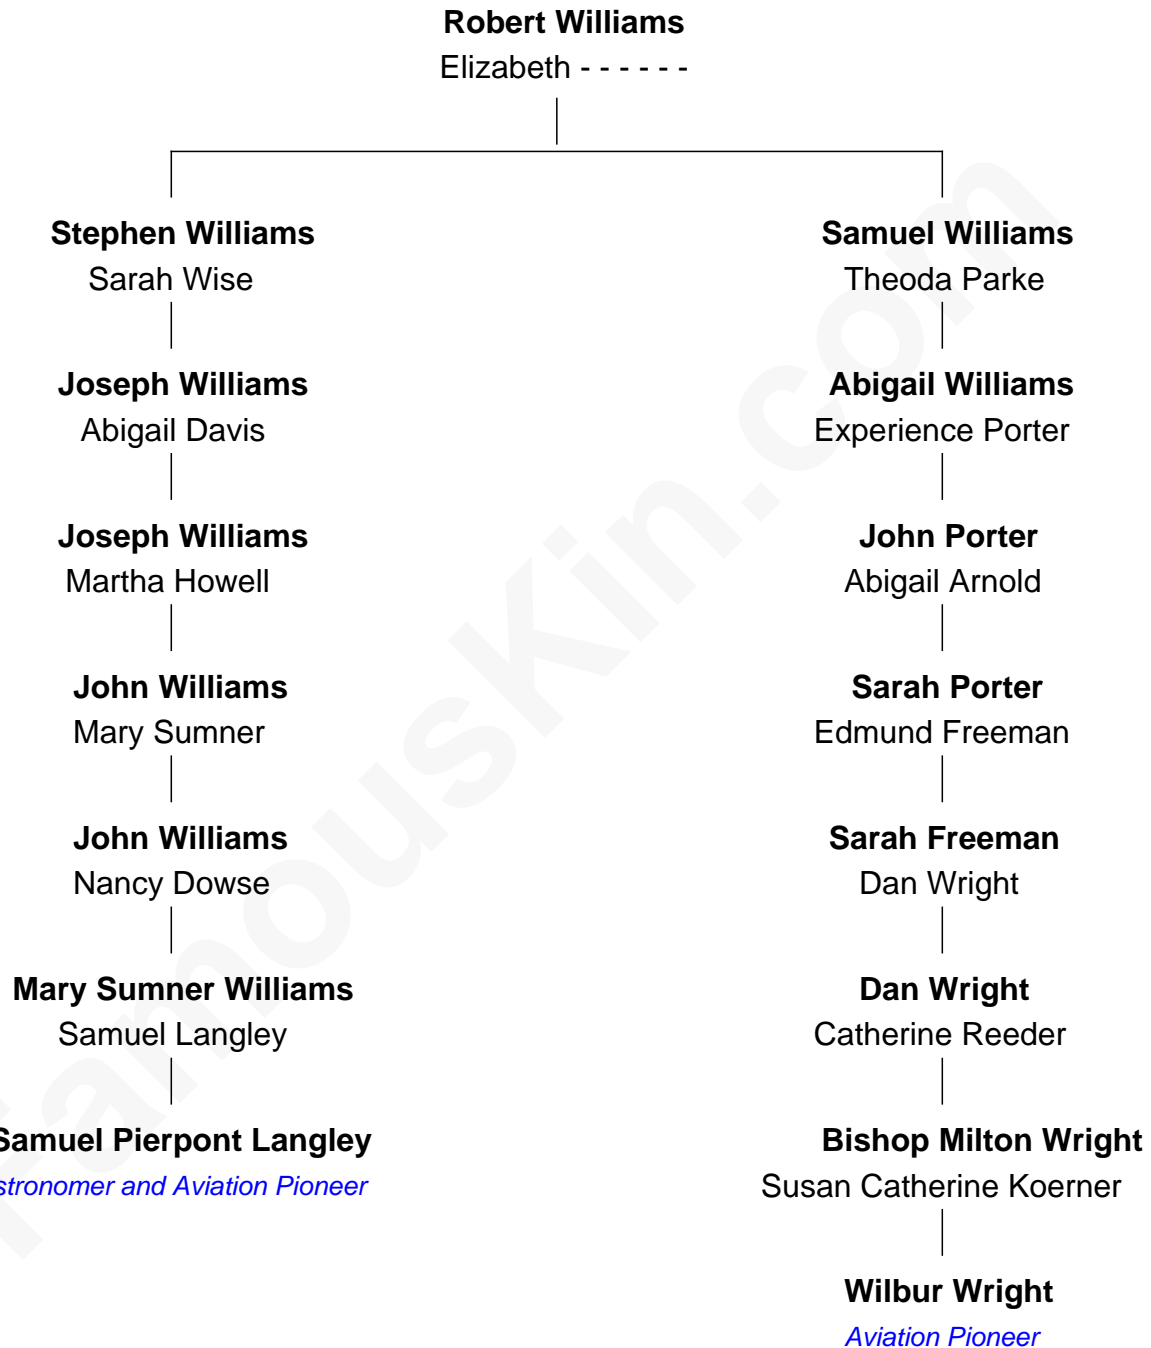 Robert Williams
Elizabeth - - - - - -
Stephen Williams
Sarah Wise
Samuel Williams
Theoda Parke
Joseph Williams
Abigail Davis
Abigail Williams
Experience Porter
Joseph Williams
Martha Howell
John Porter
Abigail Arnold
John Williams
Mary Sumner
Sarah Porter
Edmund Freeman
John Williams
Nancy Dowse
Sarah Freeman
Dan Wright
Mary Sumner Williams
Samuel Langley
Dan Wright
Catherine Reeder
Samuel Pierpont Langley
stronomer and Aviation Pioneer
Bishop Milton Wright
Susan Catherine Koerner
Wilbur Wright
Aviation Pioneer
FamousKin.com